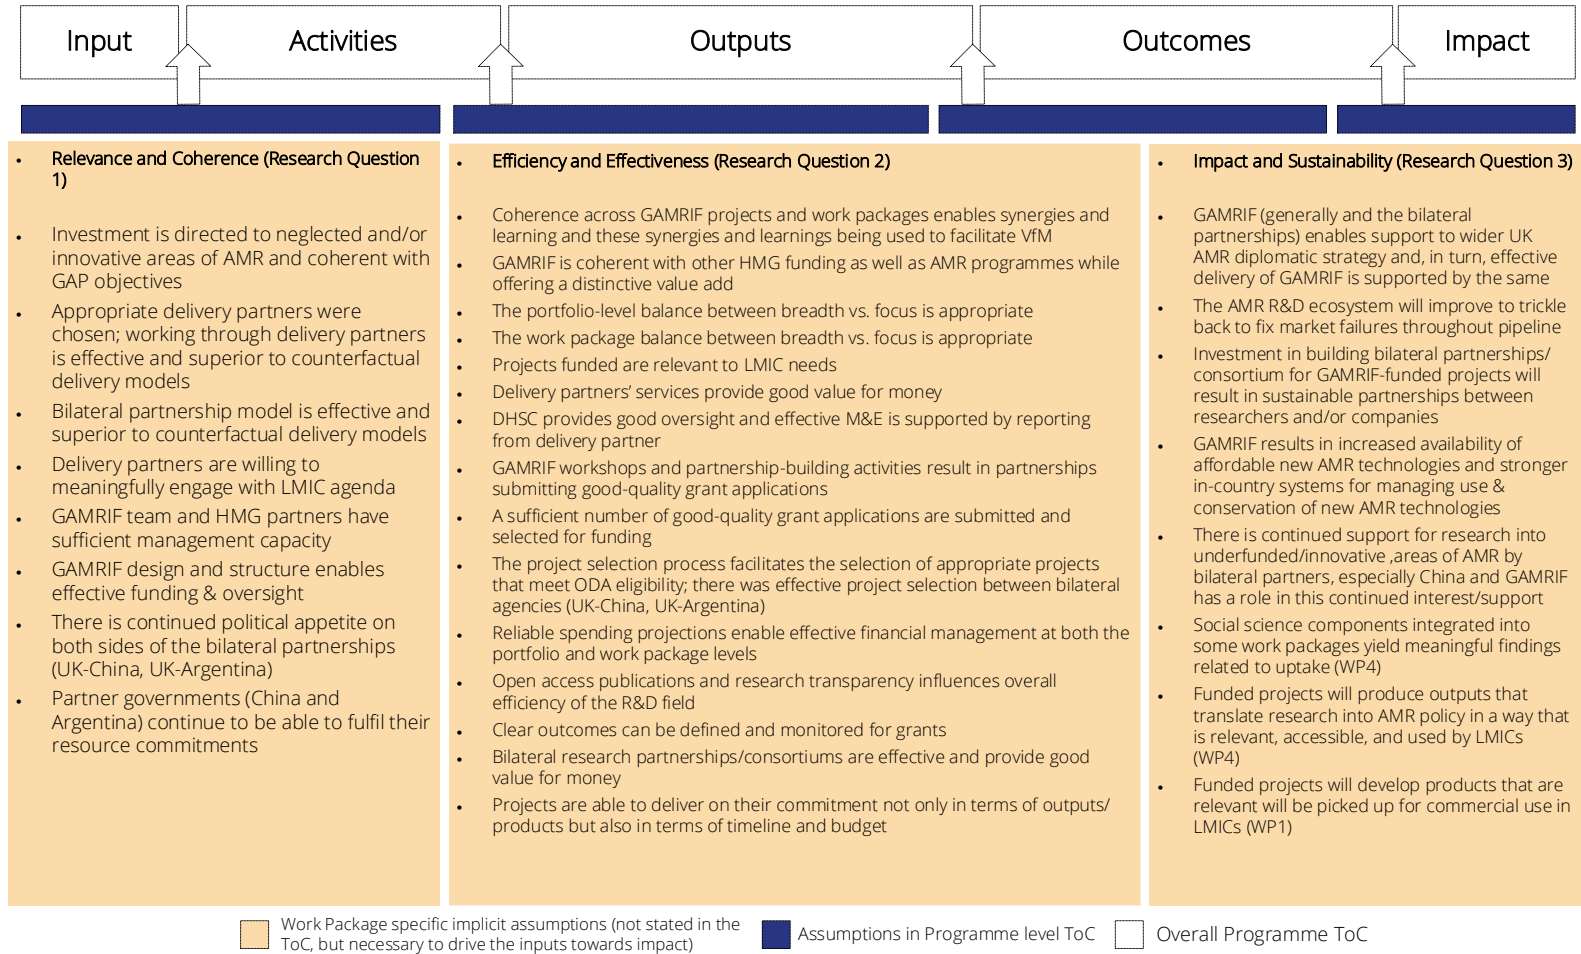 Input
Activities
Outputs
Outcomes
Impact
• Relevance and Coherence (Research Question
1)
• Investment is directed to neglected and/or
innovative areas of AMR and coherent with
GAP objectives
• Appropriate delivery partners were
chosen; working through delivery partners
is effective and superior to counterfactual
delivery models
• Bilateral partnership model is effective and
superior to counterfactual delivery models
• Delivery partners are willing to
meaningfully engage with LMIC agenda
• GAMRIF team and HMG partners have
sufficient management capacity
• GAMRIF design and structure enables
effective funding & oversight
• There is continued political appetite on
both sides of the bilateral partnerships
(UK-China, UK-Argentina)
• Partner governments (China and
Argentina) continue to be able to fulfil their
resource commitments
• Efficiency and Effectiveness (Research Question 2)
• Coherence across GAMRIF projects and work packages enables synergies and
learning and these synergies and learnings being used to facilitate VfM
• GAMRIF is coherent with other HMG funding as well as AMR programmes while
offering a distinctive value add
• The portfolio-level balance between breadth vs. focus is appropriate
• The work package balance between breadth vs. focus is appropriate
• Projects funded are relevant to LMIC needs
• Delivery partners’ services provide good value for money
• DHSC provides good oversight and effective M&E is supported by reporting
from delivery partner
• GAMRIF workshops and partnership-building activities result in partnerships
submitting good-quality grant applications
• A sufficient number of good-quality grant applications are submitted and
selected for funding
• The project selection process facilitates the selection of appropriate projects
that meet ODA eligibility; there was effective project selection between bilateral
agencies (UK-China, UK-Argentina)
• Reliable spending projections enable effective financial management at both the
portfolio and work package levels
• Open access publications and research transparency influences overall
efficiency of the R&D field
• Clear outcomes can be defined and monitored for grants
• Bilateral research partnerships/consortiums are effective and provide good
value for money
• Projects are able to deliver on their commitment not only in terms of outputs/
products but also in terms of timeline and budget
• Impact and Sustainability (Research Question 3)
• GAMRIF (generally and the bilateral
partnerships) enables support to wider UK
AMR diplomatic strategy and, in turn, effective
delivery of GAMRIF is supported by the same
• The AMR R&D ecosystem will improve to trickle
back to fix market failures throughout pipeline
• Investment in building bilateral partnerships/
consortium for GAMRIF-funded projects will
result in sustainable partnerships between
researchers and/or companies
• GAMRIF results in increased availability of
affordable new AMR technologies and stronger
in-country systems for managing use &
conservation of new AMR technologies
• There is continued support for research into
underfunded/innovative ,areas of AMR by
bilateral partners, especially China and GAMRIF
has a role in this continued interest/support
• Social science components integrated into
some work packages yield meaningful findings
related to uptake (WP4)
• Funded projects will produce outputs that
translate research into AMR policy in a way that
is relevant, accessible, and used by LMICs
(WP4)
• Funded projects will develop products that are
relevant will be picked up for commercial use in
LMICs (WP1)
Work Package specific implicit assumptions (not stated in the
ToC, but necessary to drive the inputs towards impact)
Assumptions in Programme level ToC
Overall Programme ToC